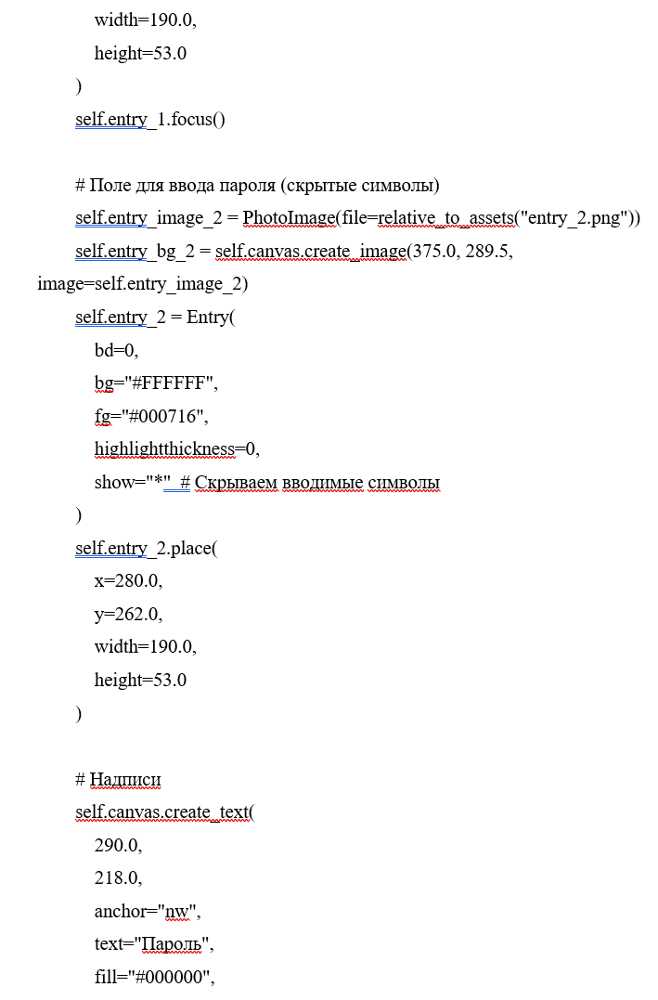 width=190.0,
height=53.0
)
self.entry_1.focus()
# Поле для ввода пароля (скрытые символы)
self.entry_image_2 = PhotoImage(file=relative_to_assets("entry_2.png"))
self.entry_bg_2 = self.canvas.create_image(375.0, 289.5,
image=self.entry_image_2)
self.entry_2 = Entry(
bd=0,
bg="#FFFFFF",
fg="#000716",
highlightthickness=0,
show="*"  # Скрываем вводимые символы
)
self.entry_2.place(
x=280.0,
y=262.0,
width=190.0,
height=53.0
)
# Надписи
self.canvas.create_text(
290.0,
218.0,
anchor="nw",
text="Пароль",
fill="#000000",